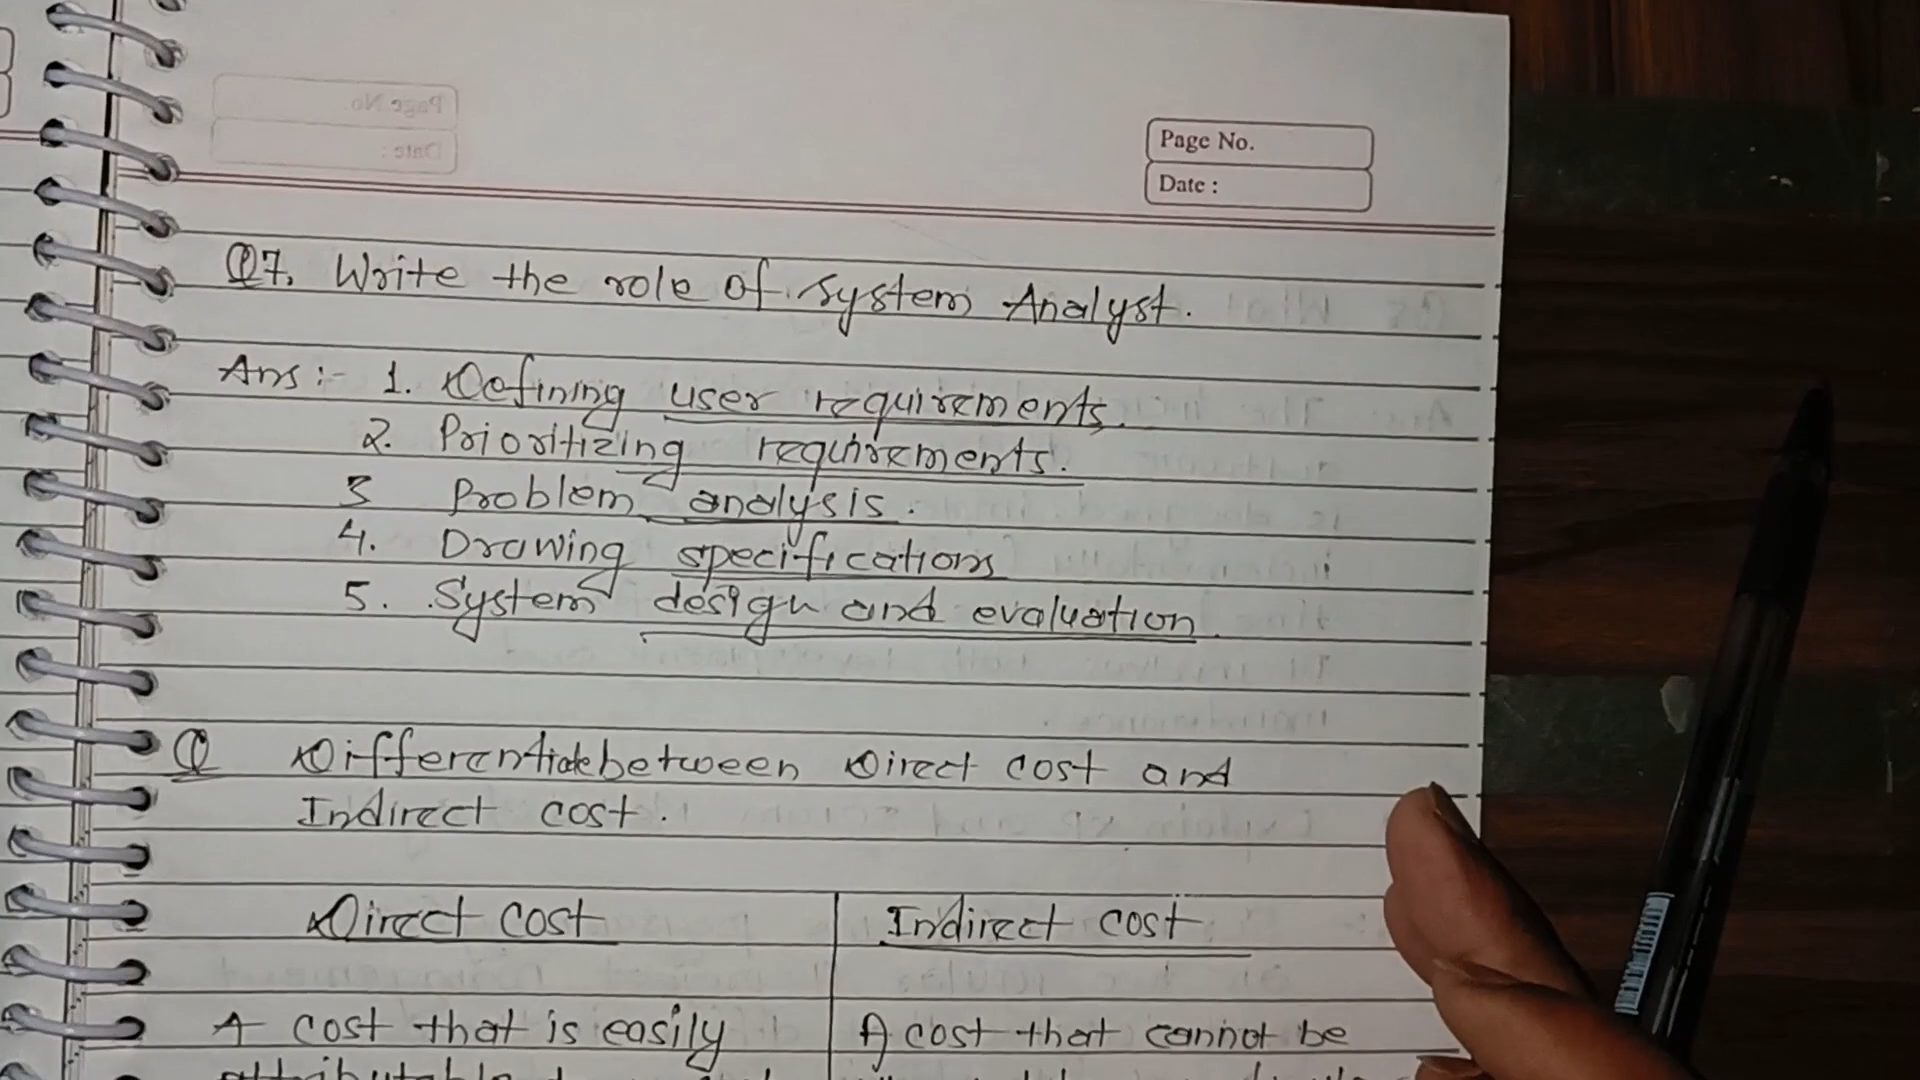 Page No.
Date :
Q7. Write the role of System Analyst.
Ans :- 1. Defining user requirements.
2. Prioritizing requirements.
3 Problem analysis.
4. Drawing specifications
5. System design and evaluation.
Q Differentiate between Direct cost and
Indirect cost.
Direct cost Indirect cost
A cost that is easily A cost that cannot be